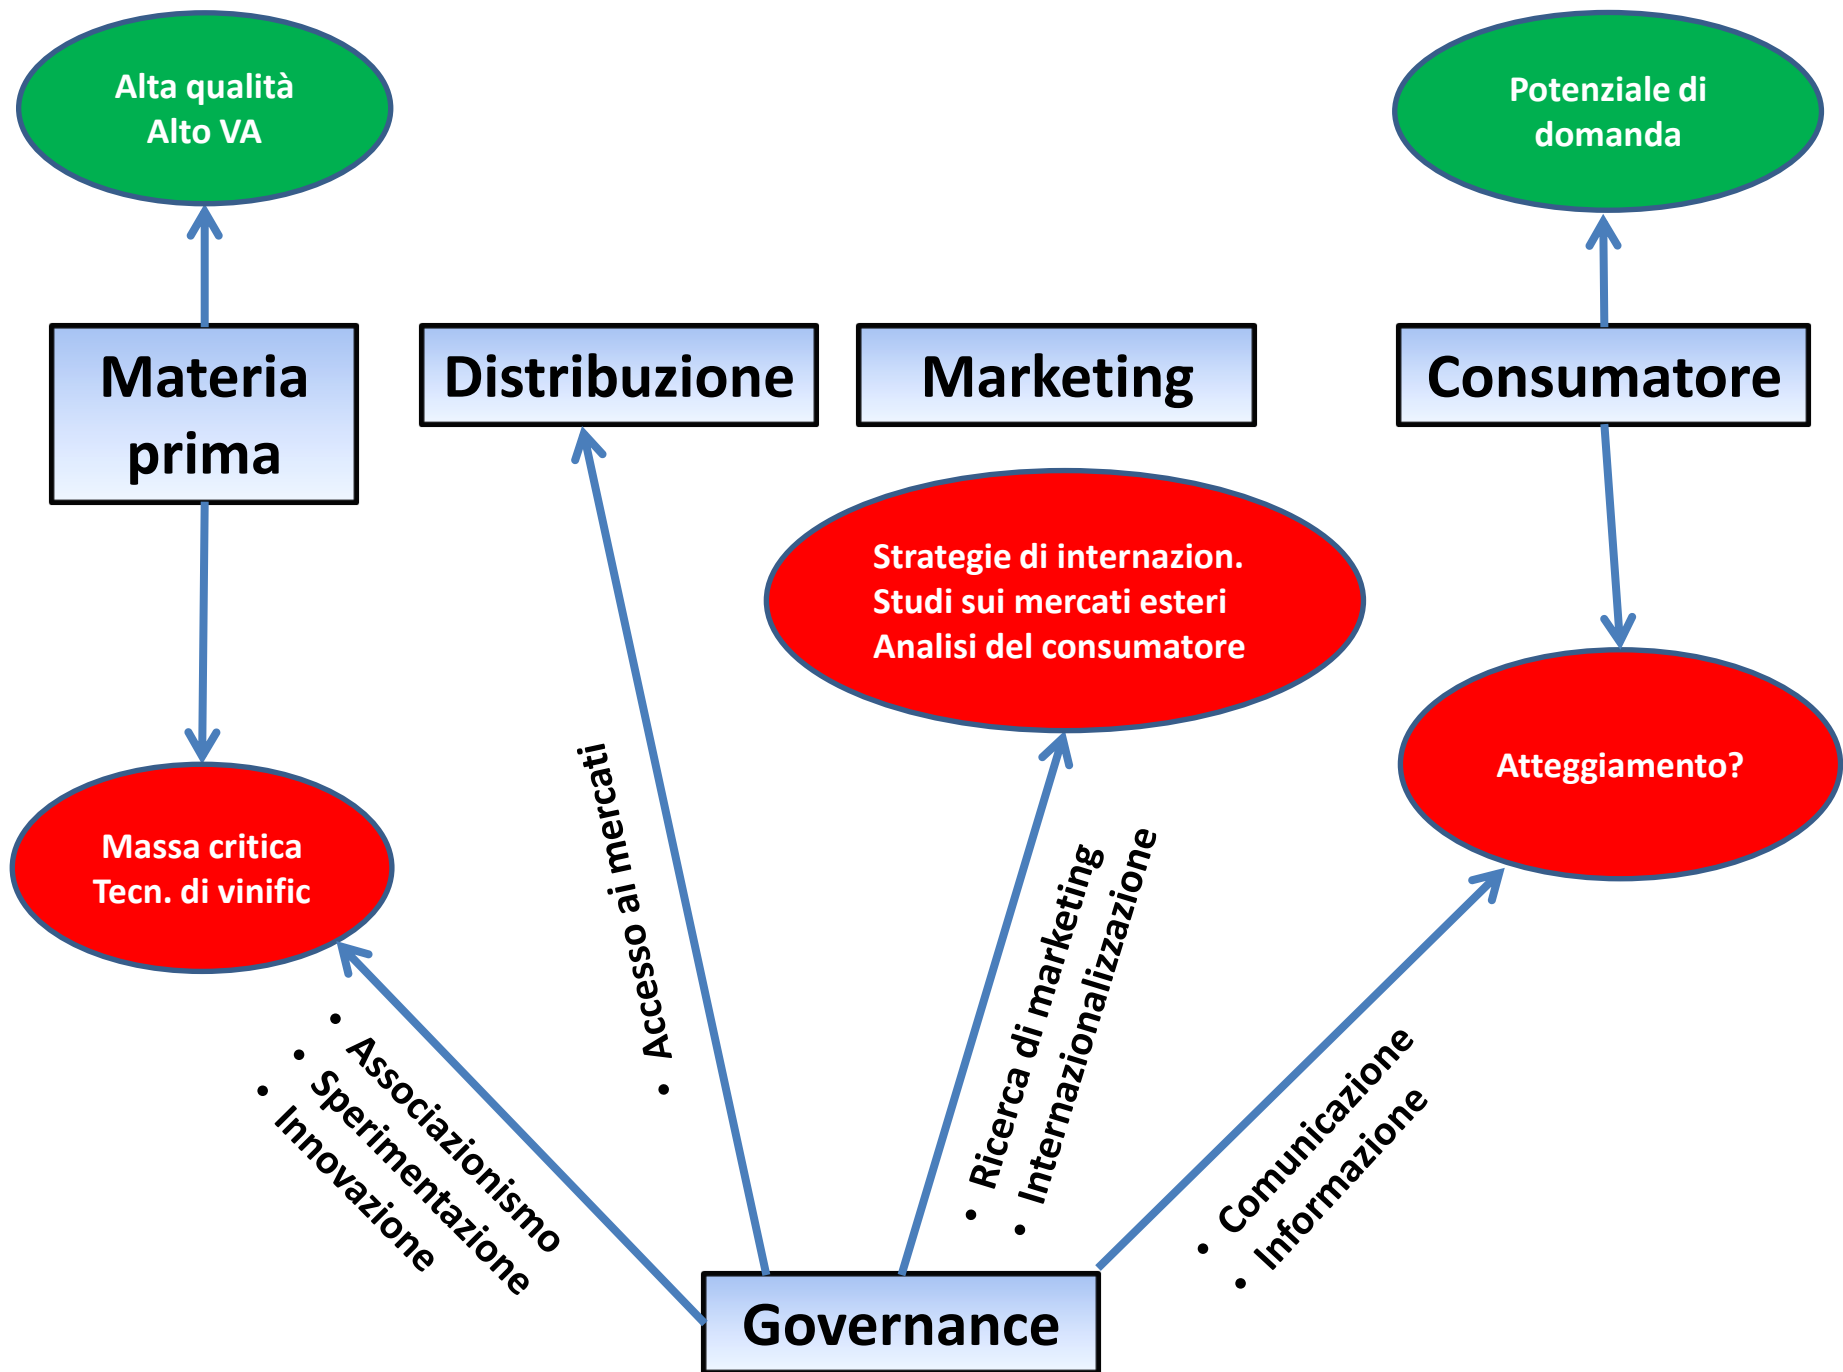 Alta qualità
Alto VA
Potenziale di
domanda
Materia
prima
Distribuzione
Marketing
Consumatore
Strategie di internazion.
Studi sui mercati esteri
Analisi del consumatore
Atteggiamento?
Massa critica
Tecn. di vinific
• Associazionismo
• Sperimentazione
• Innovazione
• Accesso ai mercati
• Ricerca di marketing
• Internazionalizzazione
• Comunicazione
• Informazione
Governance